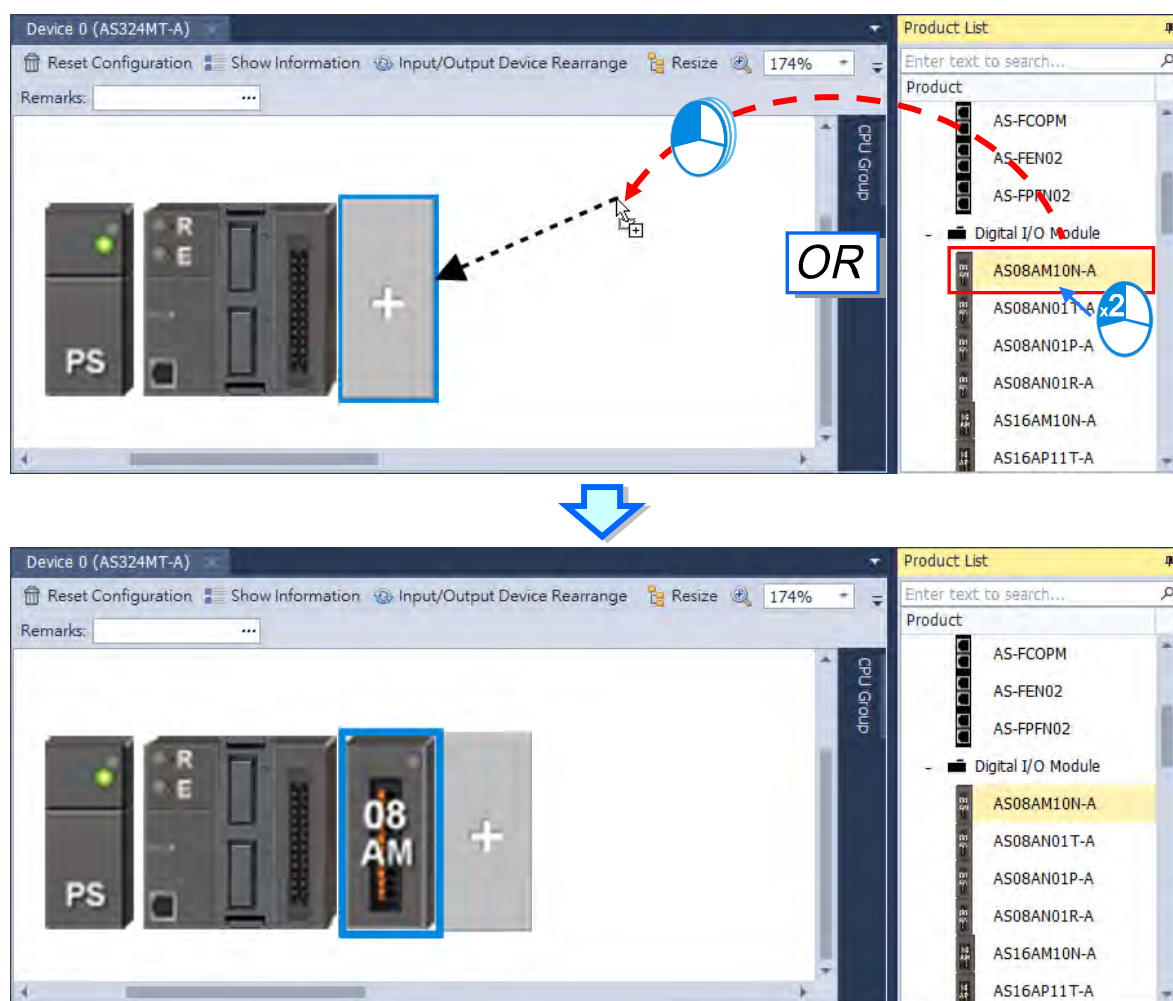 Device 0 (AS324MT-A)
Reset Configuration Show Information Input/Output Device Rearrange Resize 174%
Remarks: ...
R
E
PS
+
CPU Group
OR
Product List
Enter text to search...
Product
AS-FCOPM
AS-FEN02
AS-FPFN02
- Digital I/O Module
AS08AM10N-A
x2
AS08AN01T-A
AS08AN01P-A
AS08AN01R-A
AS16AM10N-A
AS16AP11T-A
Device 0 (AS324MT-A)
Reset Configuration Show Information Input/Output Device Rearrange Resize 174%
Remarks: ...
R
E
PS
08
AM
+
CPU Group
Product List
Enter text to search...
Product
AS-FCOPM
AS-FEN02
AS-FPFN02
- Digital I/O Module
AS08AM10N-A
AS08AN01T-A
AS08AN01P-A
AS08AN01R-A
AS16AM10N-A
AS16AP11T-A